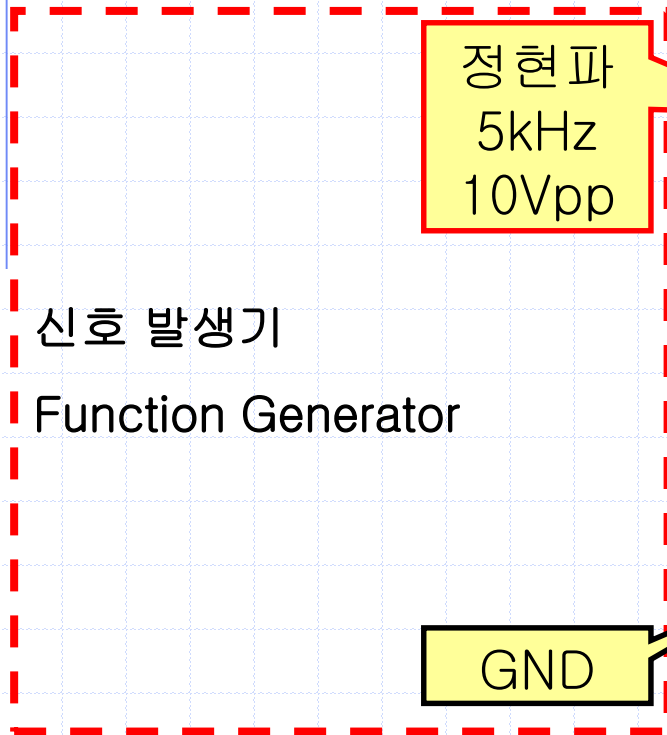 정현파
5kHz
10Vpp
신호 발생기
Function Generator
GND